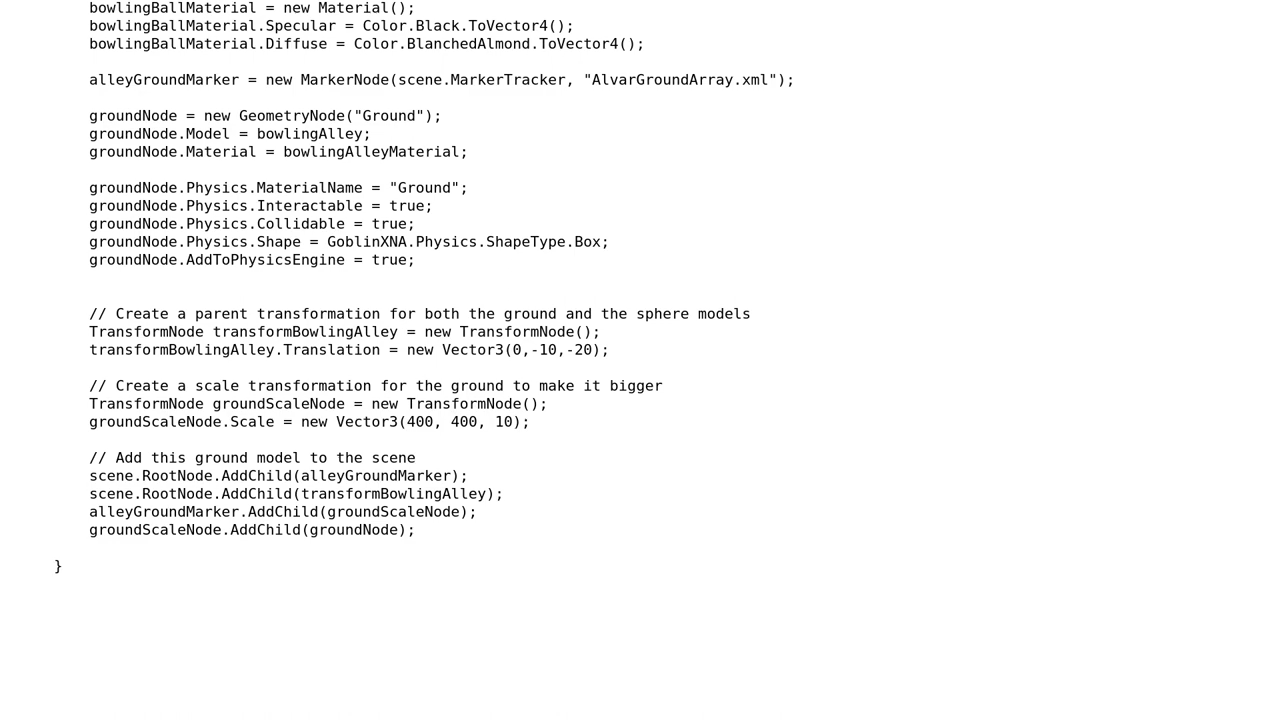 bowlingBallMaterial = new Material();
bowlingBallMaterial.Specular = Color.Black.ToVector4();
bowlingBallMaterial.Diffuse = Color.BlanchedAlmond.ToVector4();
alleyGroundMarker = new MarkerNode(scene.MarkerTracker, "AlvarGroundArray.xml");
groundNode = new GeometryNode("Ground");
groundNode.Model = bowlingAlley;
groundNode.Material = bowlingAlleyMaterial;
groundNode.Physics.MaterialName = "Ground";
groundNode.Physics.Interactable = true;
groundNode.Physics.Collidable = true;
groundNode.Physics.Shape = GoblinXNA.Physics.ShapeType.Box;
groundNode.AddToPhysicsEngine = true;
// Create a parent transformation for both the ground and the sphere models
TransformNode transformBowlingAlley = new TransformNode();
transformBowlingAlley.Translation = new Vector3(0,-10,-20);
// Create a scale transformation for the ground to make it bigger
TransformNode groundScaleNode = new TransformNode();
groundScaleNode.Scale = new Vector3(400, 400, 10);
// Add this ground model to the scene
scene.RootNode.AddChild(alleyGroundMarker);
scene.RootNode.AddChild(transformBowlingAlley);
alleyGroundMarker.AddChild(groundScaleNode);
groundScaleNode.AddChild(groundNode);
}